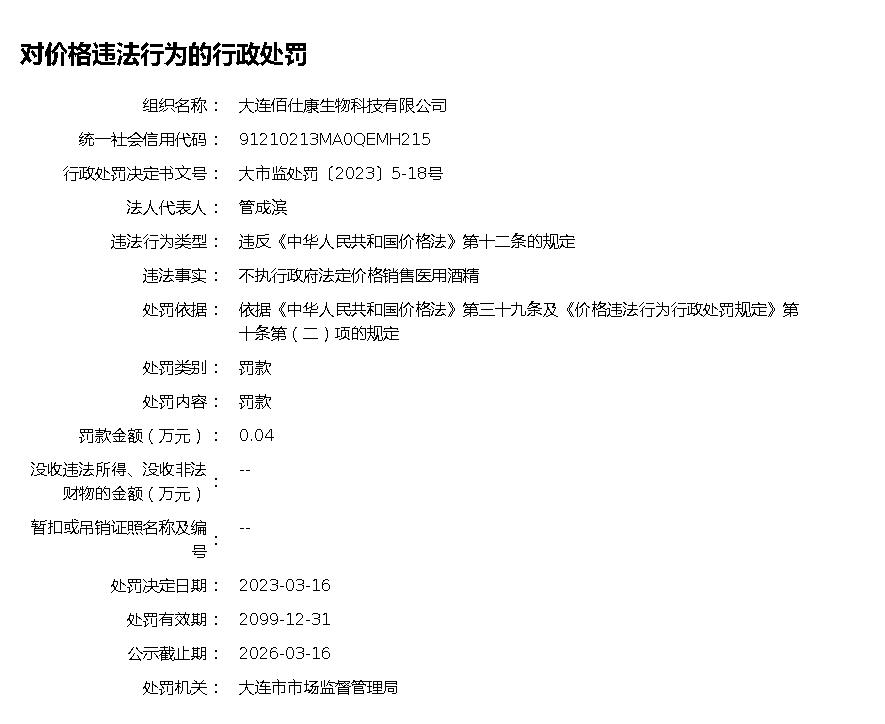 对价格违法行为的行政处罚
组织名称： 大连佰仕康生物科技有限公司
统一社会信用代码： 91210213MA0QEMH215
行政处罚决定书文号： 大市监处罚〔2023〕5-18号
法人代表人： 管成滨
违法行为类型： 违反《中华人民共和国价格法》第十二条的规定
违法事实： 不执行政府法定价格销售医用酒精
处罚依据： 依据《中华人民共和国价格法》第三十九条及《价格违法行为行政处罚规定》第
十条第（二）项的规定
处罚类别： 罚款
处罚内容： 罚款
罚款金额（万元）： 0.04
没收违法所得、没收非法
财物的金额（万元）： --
暂扣或吊销证照名称及编
号： --
处罚决定日期： 2023-03-16
处罚有效期： 2099-12-31
公示截止期： 2026-03-16
处罚机关： 大连市市场监督管理局